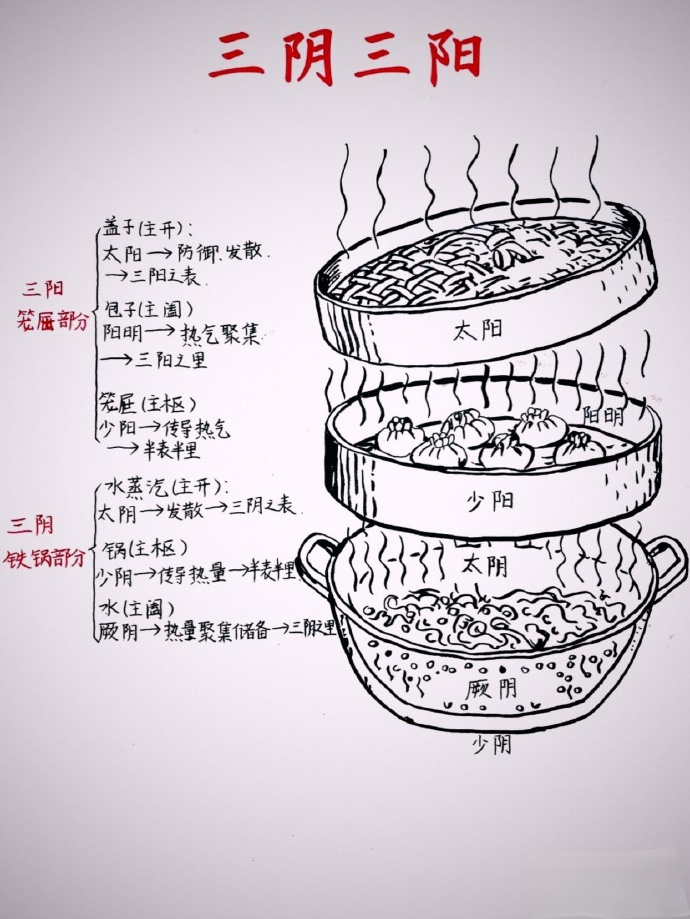 三阴三阳
三阳
笼屉部分
盖子(主开):
太阳→防御、发散
→三阳之表
包子(主阖)
阳明→热气聚集
→三阳之里
笼屉(主枢)
少阳→传导热气
→半表半里
三阴
铁锅部分
水蒸汽(主开):
太阴→发散→三阴之表
锅(主枢)
少阴→传导热量→半表半里
水(主阖)
厥阴→热量聚集储备→三阴之里
太阳
阳明
少阳
太阴
厥阴
少阴